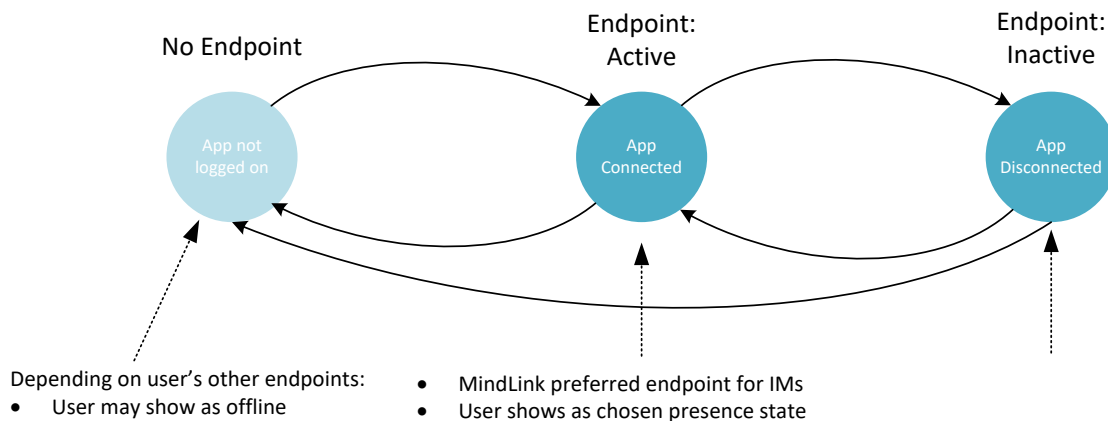 No Endpoint
Endpoint:
Active
Endpoint:
Inactive
App not
logged on
App
Connected
App
Disconnected
Depending on user's other endpoints:
• User may show as offline
• MindLink preferred endpoint for IMs
• User shows as chosen presence state